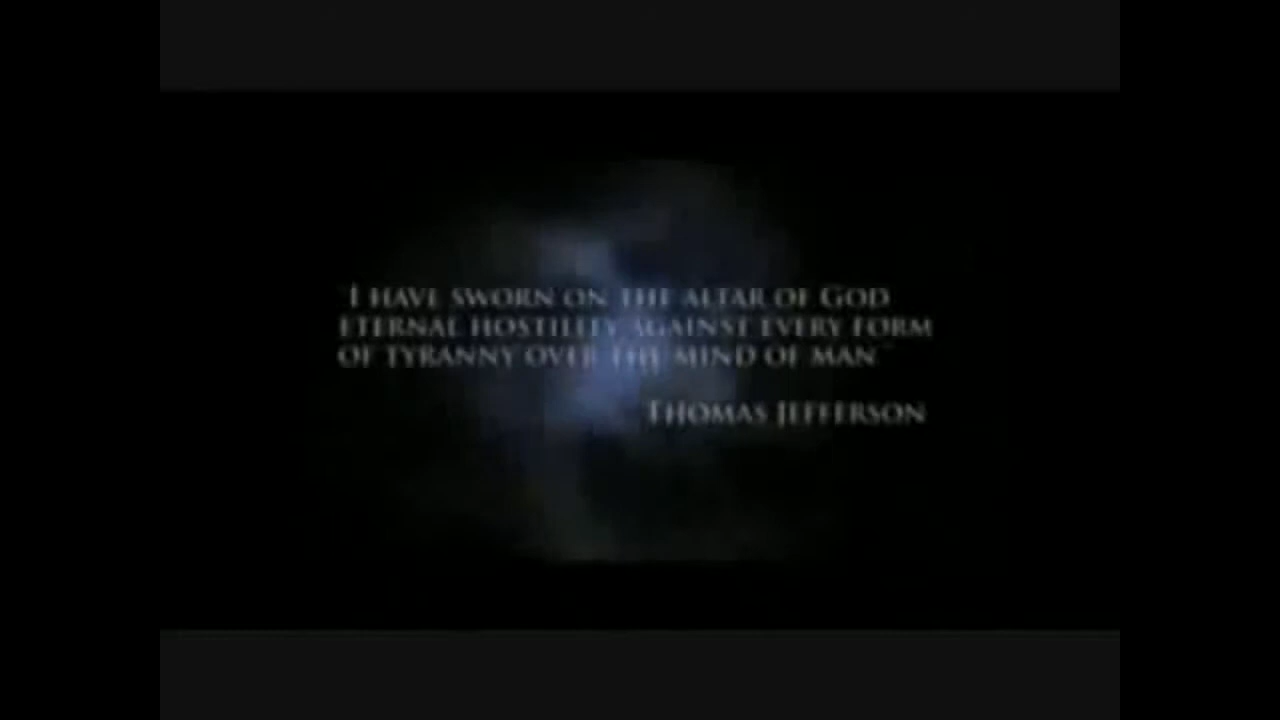 "I HAVE SWORN ON THE ALTAR OF GOD
ETERNAL HOSTILITY AGAINST EVERY FORM
OF TYRANNY OVER THE MIND OF MAN"
THOMAS JEFFERSON